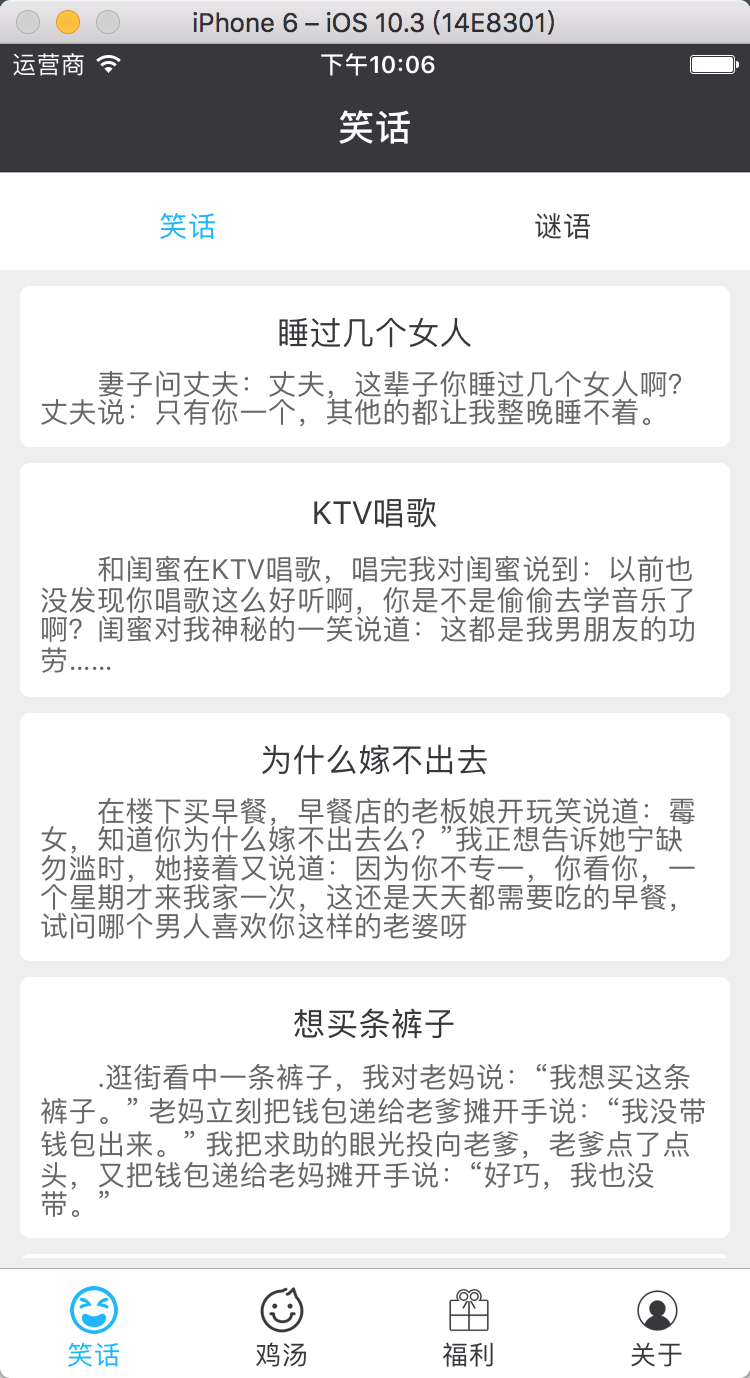 iPhone 6 – iOS 10.3 (14E8301)
运营商 下午10:06
笑话
笑话 谜语
睡过几个女人
妻子问丈夫：丈夫，这辈子你睡过几个女人啊？
丈夫说：只有你一个，其他的都让我整晚睡不着。
KTV唱歌
和闺蜜在KTV唱歌，唱完我对闺蜜说到：以前也
没发现你唱歌这么好听啊，你是不是偷偷去学音乐了
啊？闺蜜对我神秘的一笑说道：这都是我男朋友的功
劳……
为什么嫁不出去
在楼下买早餐，早餐店的老板娘开玩笑说道：霉
女，知道你为什么嫁不出去么？”我正想告诉她宁缺
勿滥时，她接着又说道：因为你不专一，你看你，一
个星期才来我家一次，这还是天天都需要吃的早餐，
试问哪个男人喜欢你这样的老婆呀
想买条裤子
.逛街看中一条裤子，我对老妈说：“我想买这条
裤子。” 老妈立刻把钱包递给老爹摊开手说：“我没带
钱包出来。” 我把求助的眼光投向老爹，老爹点了点
头，又把钱包递给老妈摊开手说：“好巧，我也没
带。”
笑话 鸡汤 福利 关于